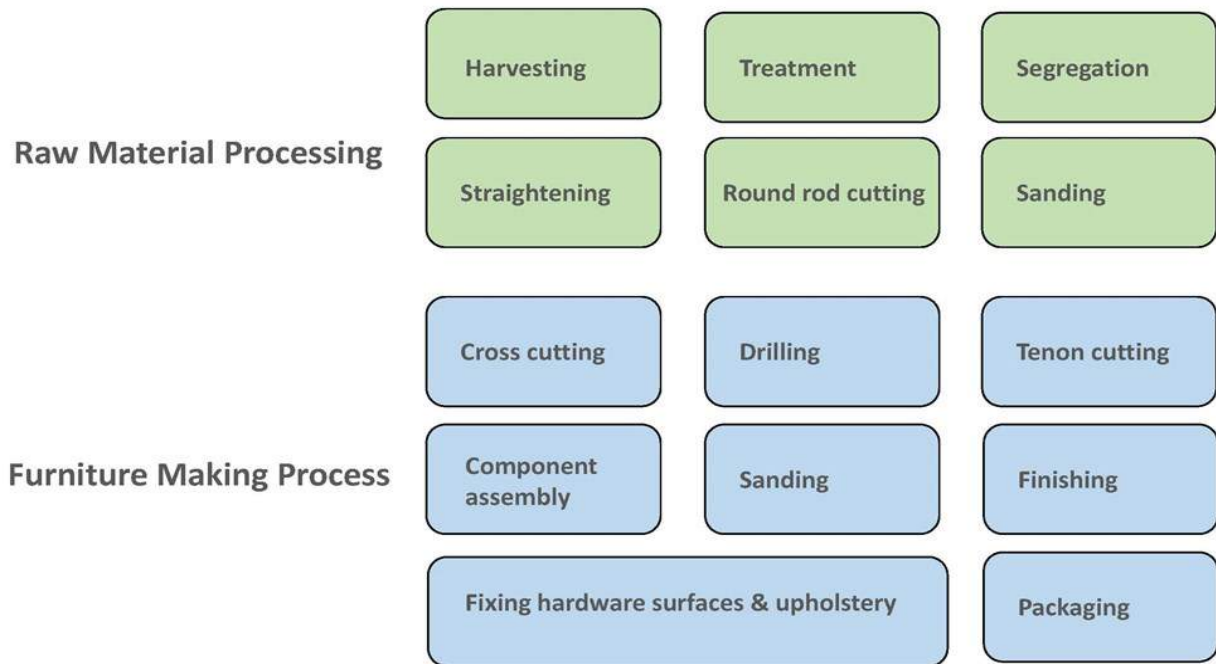 Harvesting
Treatment
Segregation
Raw Material Processing
Straightening
Round rod cutting
Sanding
Cross cutting
Drilling
Tenon cutting
Furniture Making Process
Component
assembly
Sanding
Finishing
Fixing hardware surfaces & upholstery
Packaging